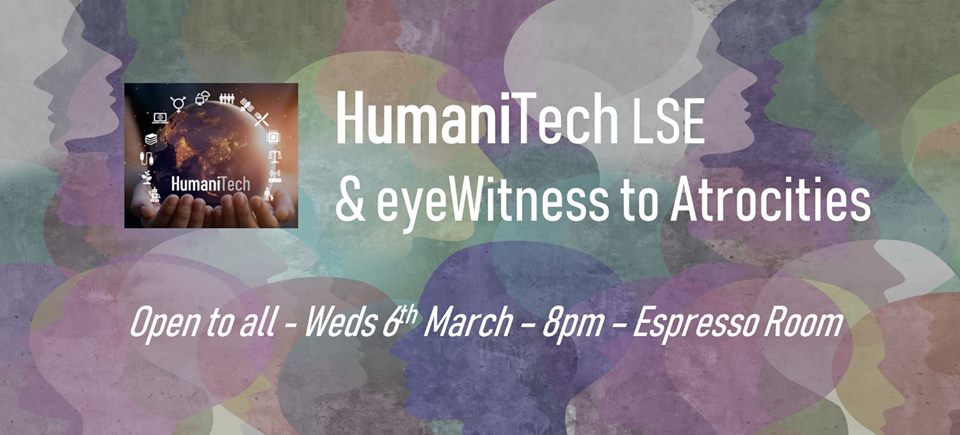 HumaniTech LSE
& eyeWitness to Atrocities
HumaniTech
Open to all - Weds 6th March – 8pm – Espresso Room